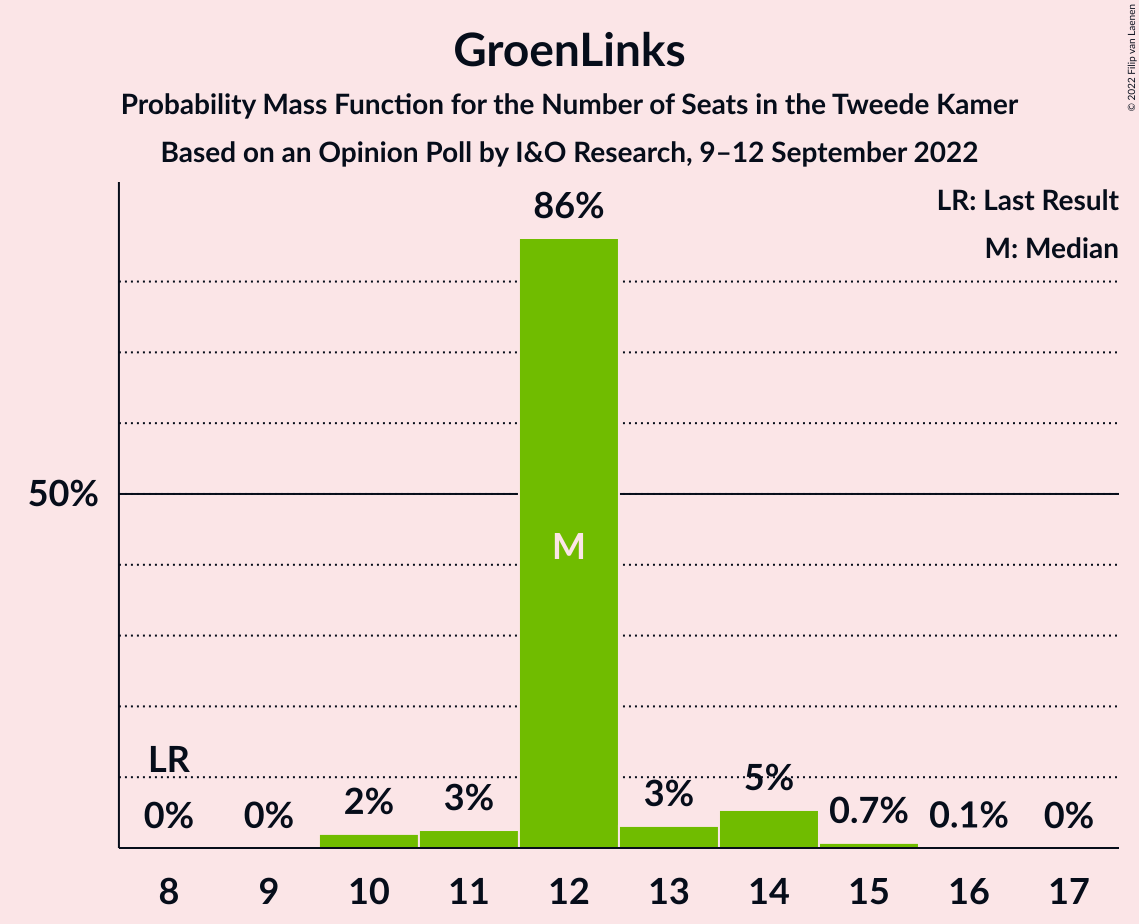 GroenLinks
Probability Mass Function for the Number of Seats in the Tweede Kamer
Based on an Opinion Poll by I&O Research, 9–12 September 2022
© 2022 Filip van Laenen
LR: Last Result
M: Median
86%
50%
M
LR
0% 0% 2% 3% 3% 5% 0.7% 0.1% 0%
8 9 10 11 12 13 14 15 16 17